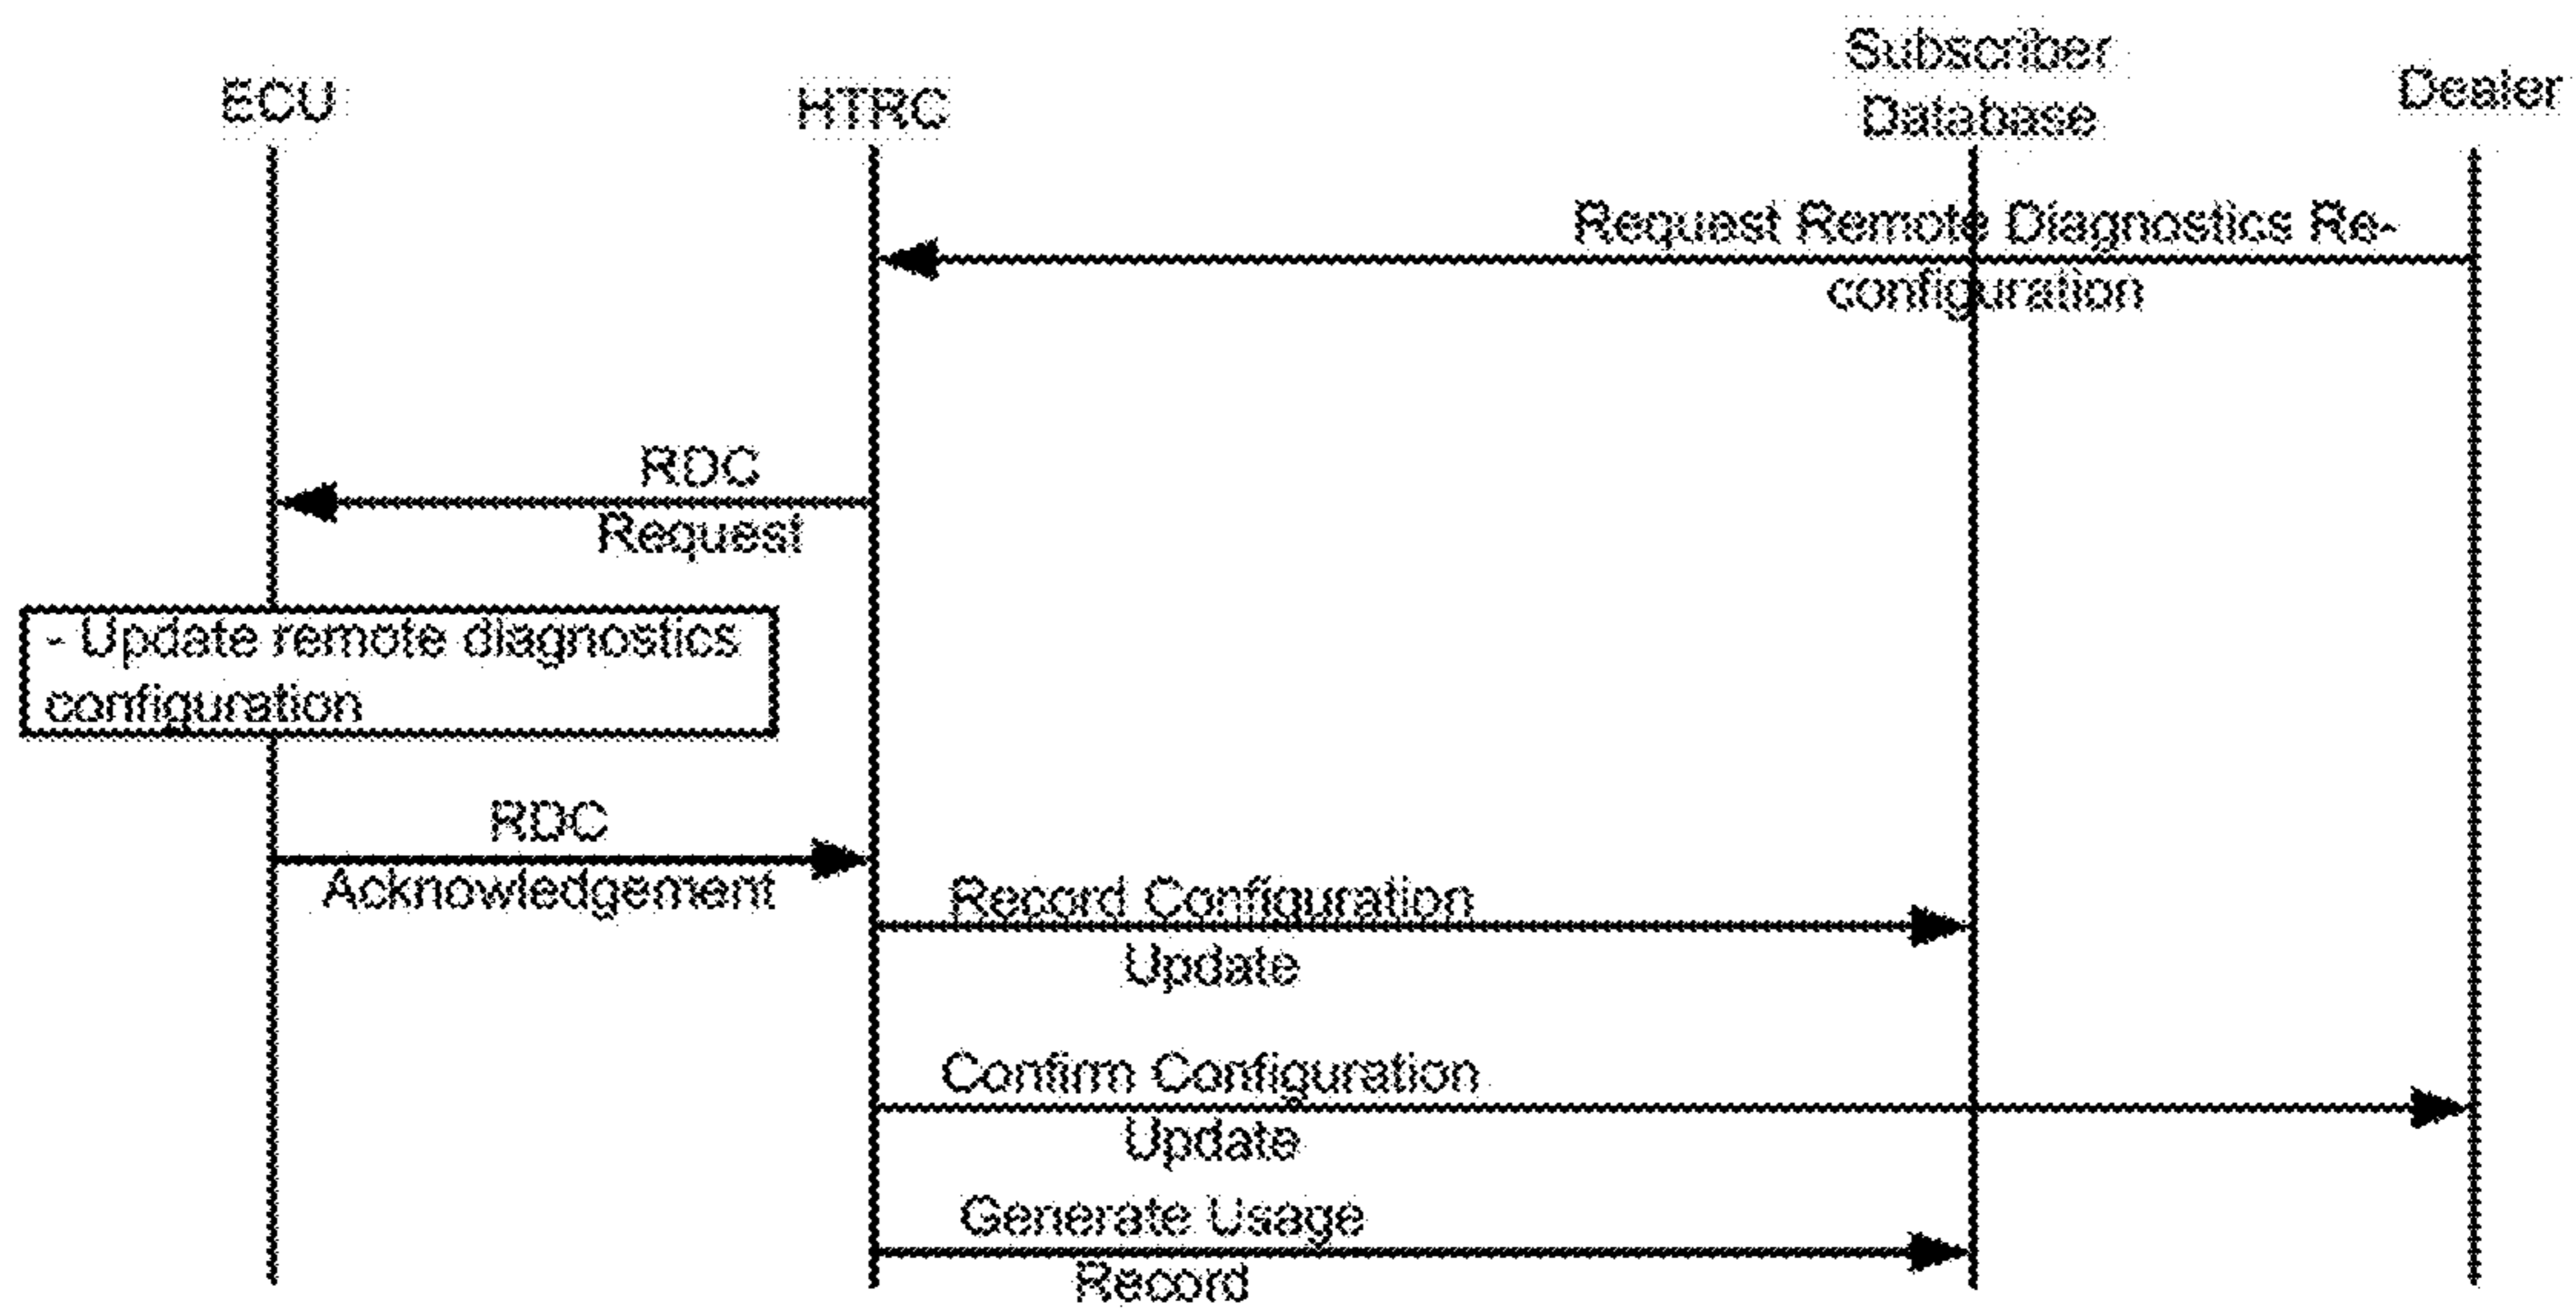 ECU
HTRC
Subscriber
Database
Dealer
Request Remote Diagnostics Re-
configuration
RDC
Request
- Update remote diagnostics
configuration
RDC
Acknowledgement
Record Configuration
Update
Confirm Configuration
Update
Generate Usage
Record